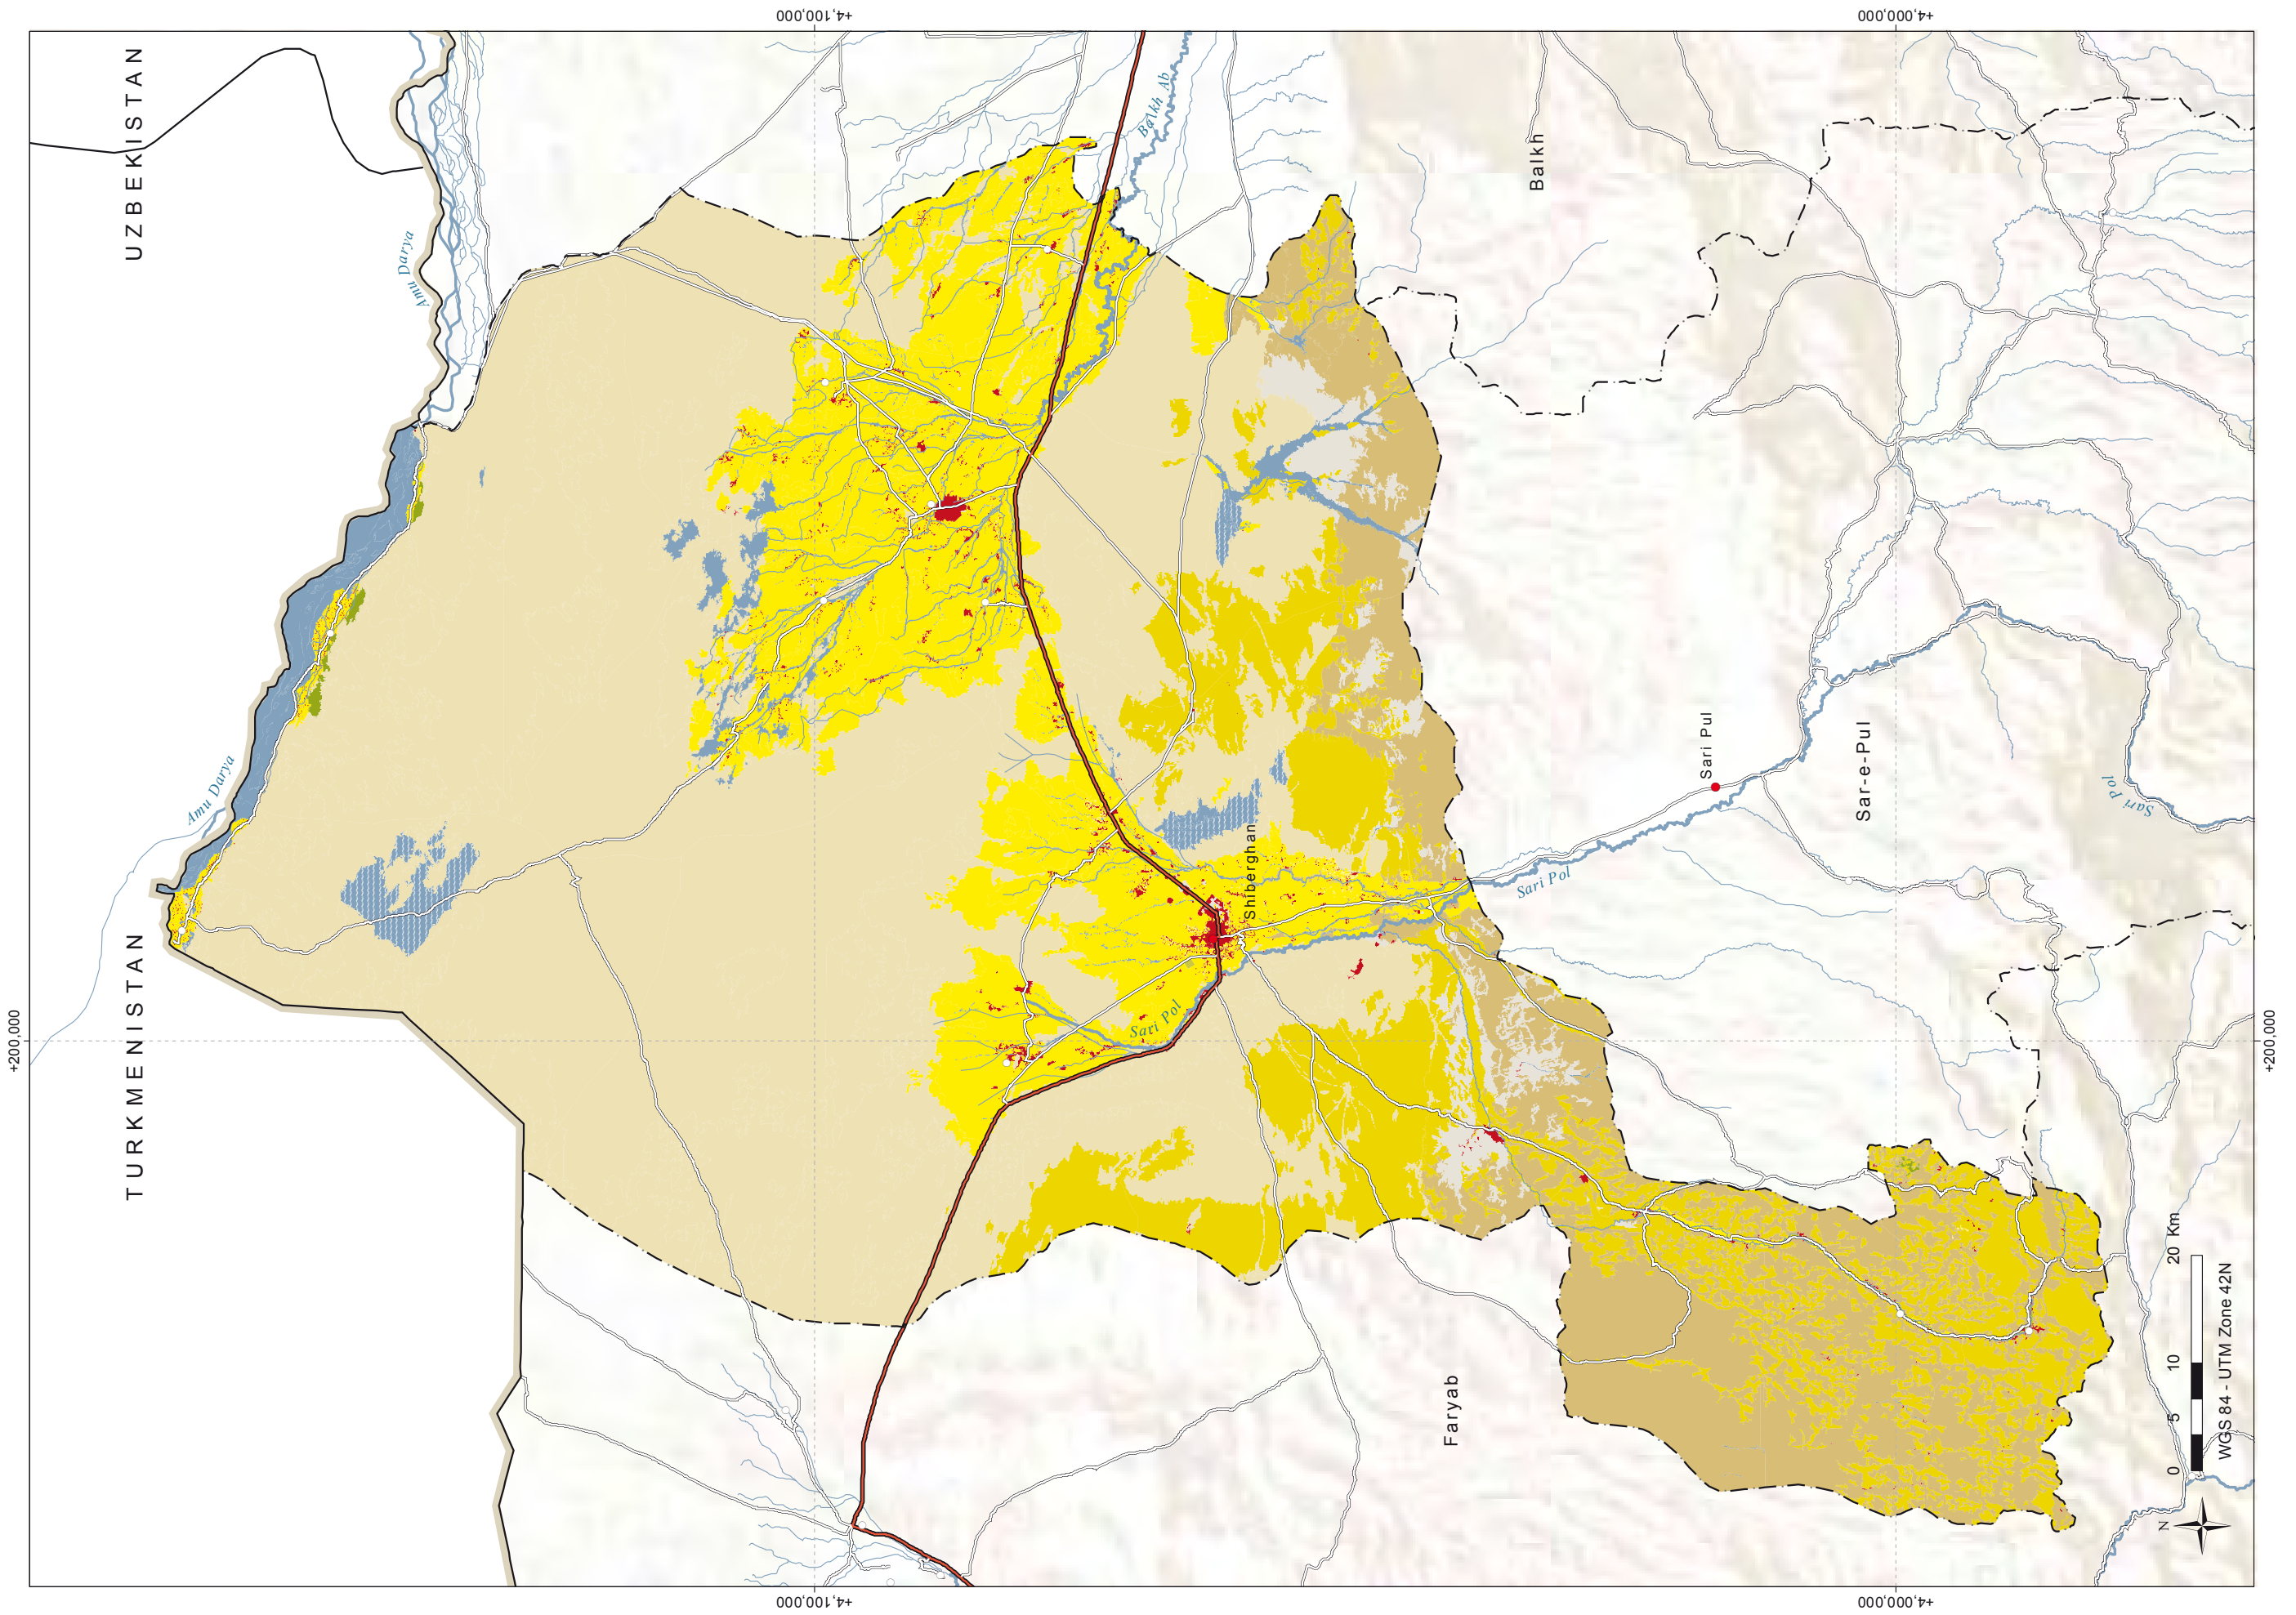 +4,100,000
+4,000,000
UZBEKISTAN
TURKMENISTAN
Amu Darya
Amu Darya
Balkh Ab
Balkh
Shiberghan
Sari Pol
Sari Pol
Sari Pul
Sar-e-Pul
Sari Pol
Faryab
+200,000
+200,000
0 5 10 20 Km
WGS 84 - UTM Zone 42N
N
+4,100,000
+4,000,000